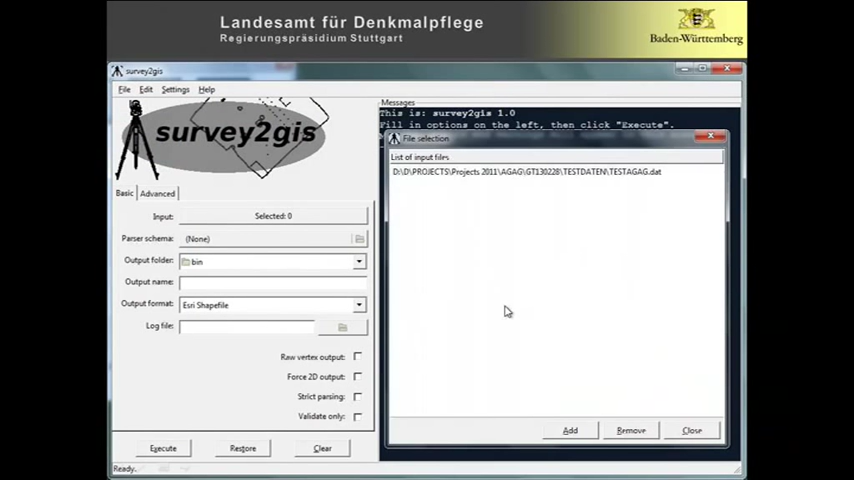 Landesamt für Denkmalpflege
Regierungspräsidium Stuttgart
Baden-Württemberg
survey2gis
File Edit Settings Help
survey2gis
Basic Advanced
Input: Selected: 0
Parser schema: (None)
Output folder: bin
Output name:
Output format: Esri Shapefile
Log file:
Raw vertex output:
Force 2D output:
Strict parsing:
Validate only:
Execute Restore Clear
Ready.
Messages
This is: survey2gis 1.0
Fill in options on the left, then click "Execute".
File selection
List of input files
D:\D\PROJECTS\Projects 2011\AGAG\GT130228\TESTDATEN\TESTAGAG.dat
Add Remove Close